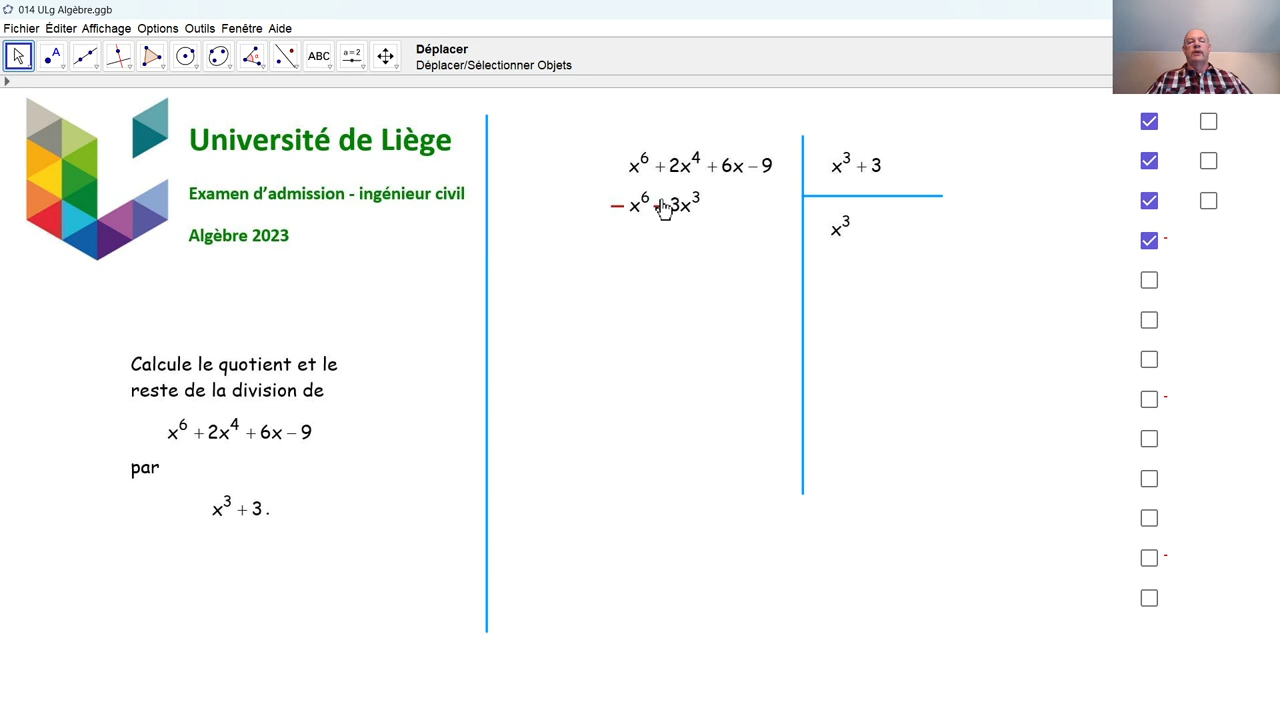 014 ULg Algèbre.ggb
Fichier Éditer Affichage Options Outils Fenêtre Aide
A
ABC
a=2
Déplacer
Déplacer/Sélectionner Objets
Université de Liège
Examen d’admission - ingénieur civil
Algèbre 2023
Calcule le quotient et le
reste de la division de
x⁶ + 2x⁴ + 6x – 9
par
x³ + 3 .
x⁶ + 2x⁴ + 6x – 9
x³ + 3
– x⁶ – 3x³
x³